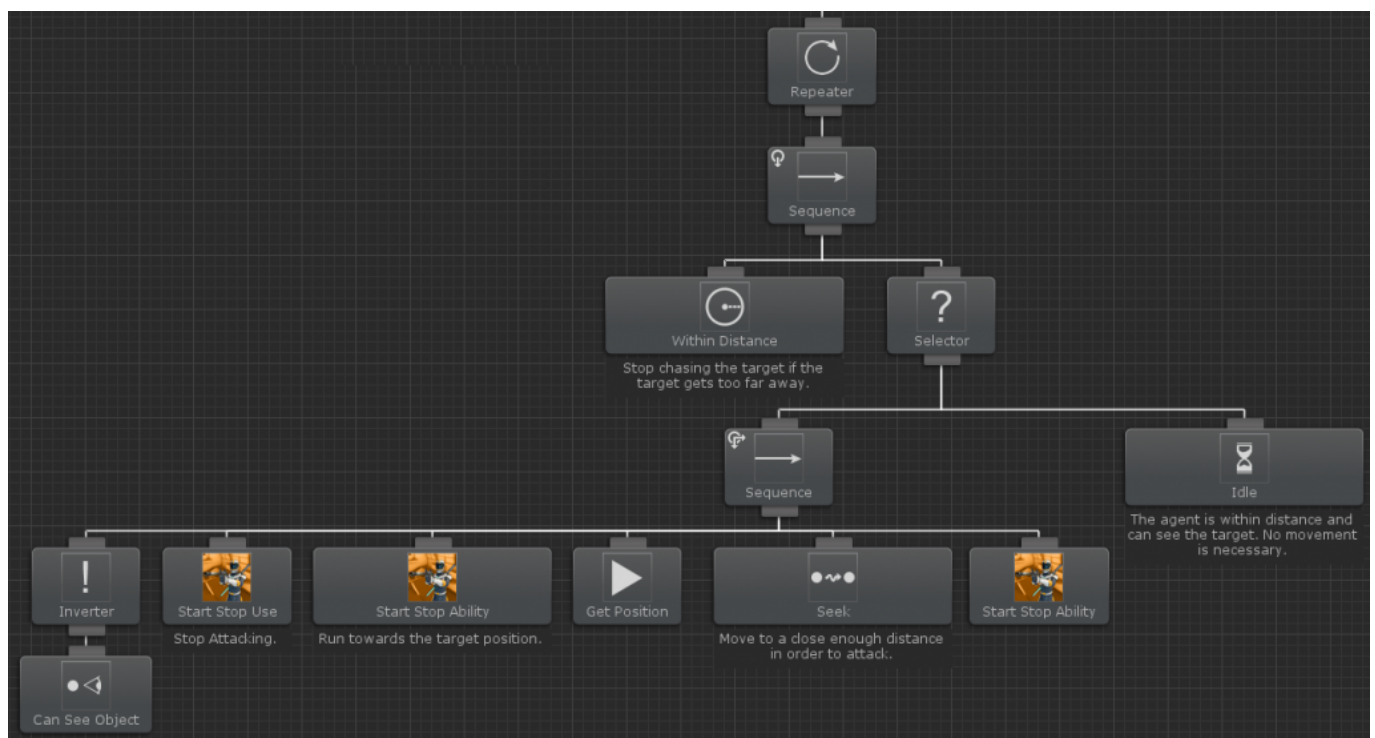 Repeater
Sequence
Within Distance
Selector
Stop chasing the target if the
target gets too far away.
Sequence
Idle
The agent is within distance and
can see the target. No movement
is necessary.
Inverter
Start Stop Use
Start Stop Ability
Get Position
Seek
Start Stop Ability
Stop Attacking.
Run towards the target position.
Move to a close enough distance
in order to attack.
Can See Object